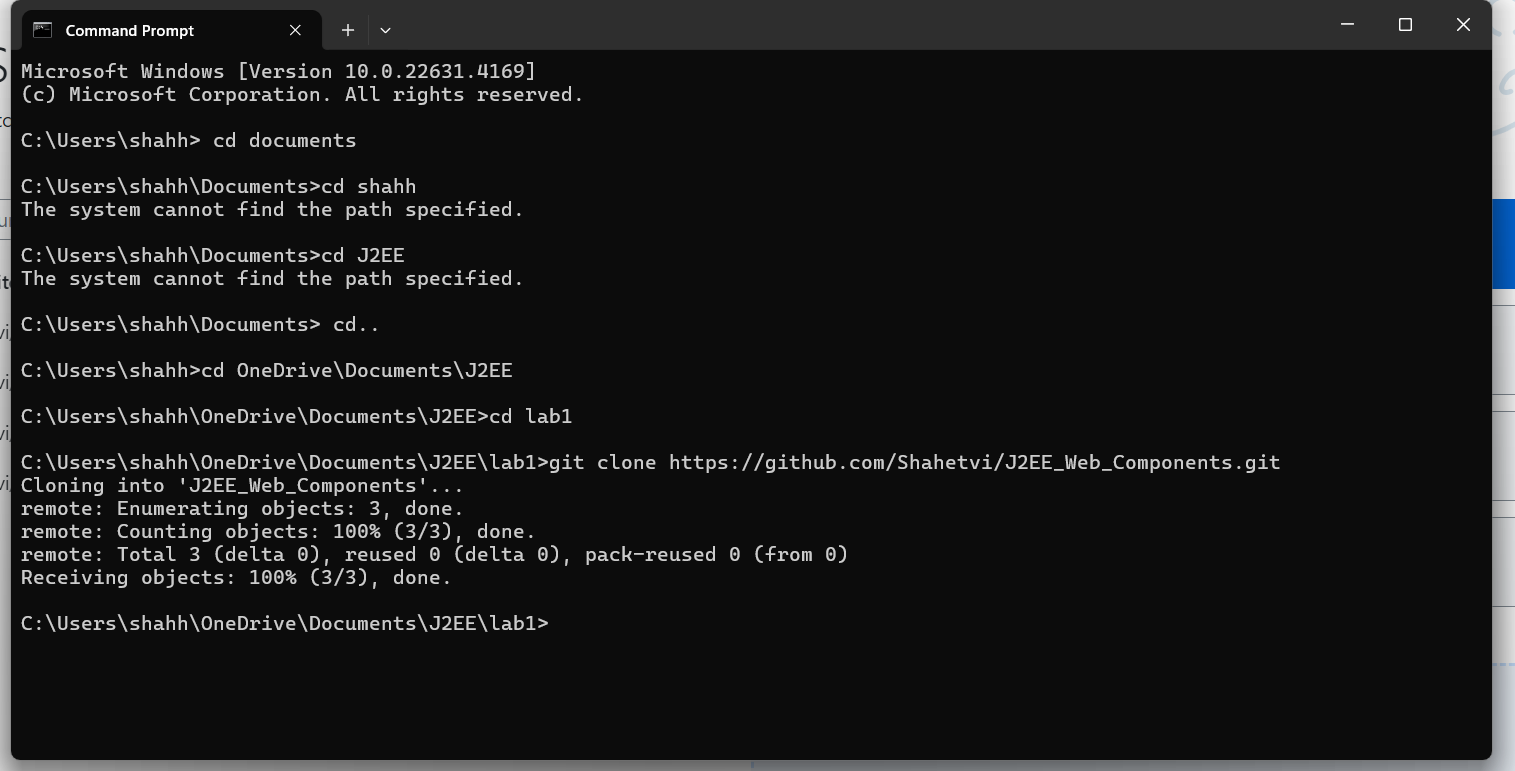 Command Prompt
Microsoft Windows [Version 10.0.22631.4169]
(c) Microsoft Corporation. All rights reserved.
C:\Users\shahh> cd documents
C:\Users\shahh\Documents>cd shahh
The system cannot find the path specified.
C:\Users\shahh\Documents>cd J2EE
The system cannot find the path specified.
C:\Users\shahh\Documents> cd..
C:\Users\shahh>cd OneDrive\Documents\J2EE
C:\Users\shahh\OneDrive\Documents\J2EE>cd lab1
C:\Users\shahh\OneDrive\Documents\J2EE\lab1>git clone https://github.com/Shahetvi/J2EE_Web_Components.git
Cloning into 'J2EE_Web_Components'...
remote: Enumerating objects: 3, done.
remote: Counting objects: 100% (3/3), done.
remote: Total 3 (delta 0), reused 0 (delta 0), pack-reused 0 (from 0)
Receiving objects: 100% (3/3), done.
C:\Users\shahh\OneDrive\Documents\J2EE\lab1>